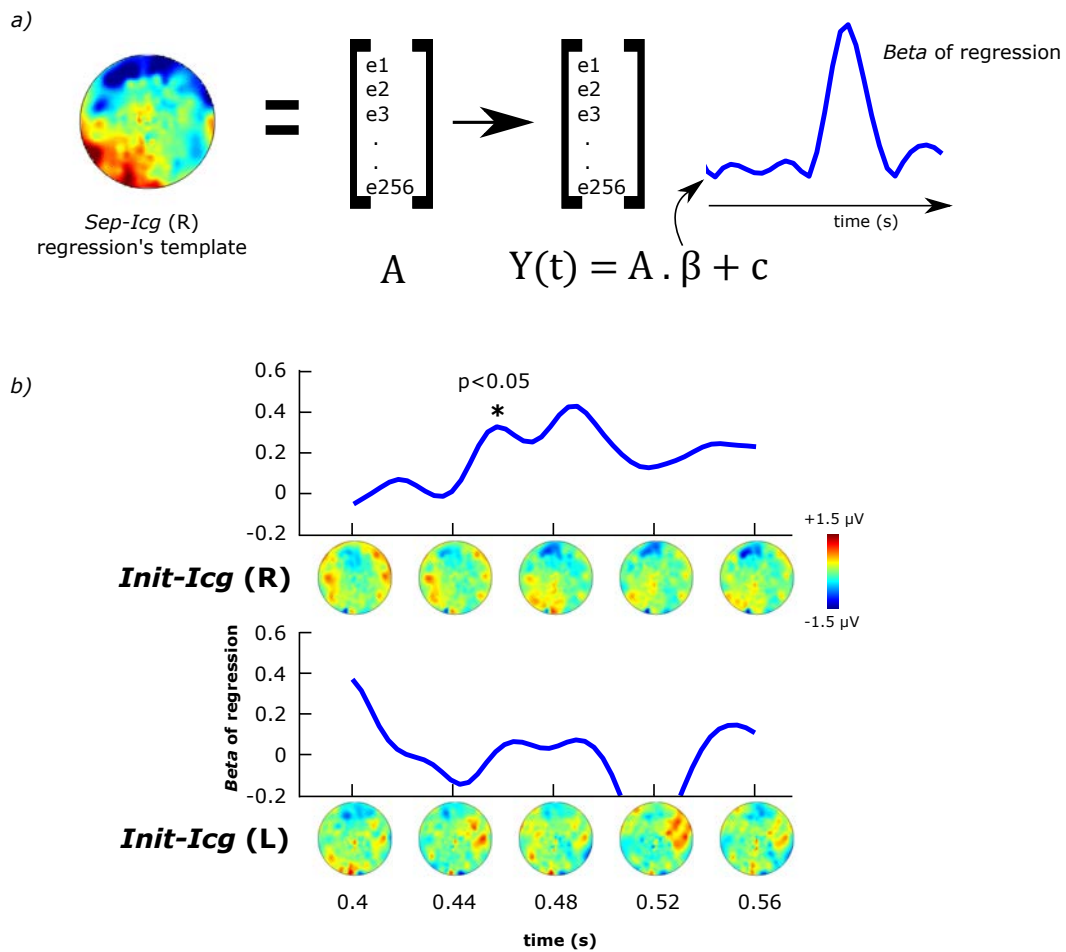 a)
Sep-Icg (R)
regression's template
=
e1
e2
e3
.
.
e256
A
e1
e2
e3
.
.
e256
Y(t) = A . β + c
Beta of regression
time (s)
b)
0.6
0.4
0.2
0
-0.2
p<0.05
*
Init-Icg (R)
+1.5 µV
-1.5 µV
Beta of regression
0.6
0.4
0.2
0
-0.2
Init-Icg (L)
0.4 0.44 0.48 0.52 0.56
time (s)